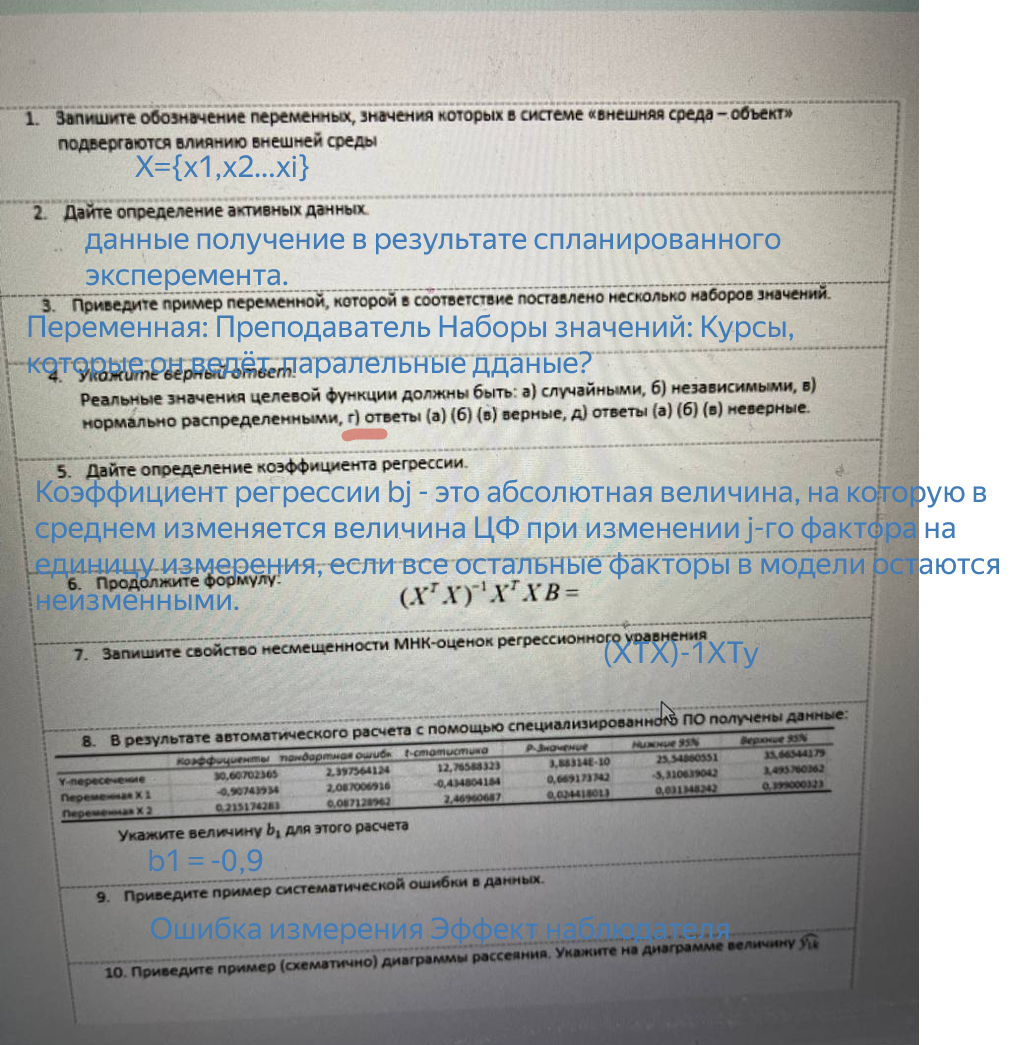 1. Запишите обозначение переменных, значения которых в системе «внешняя среда – объект»
подвергаются влиянию внешней среды
X={x1,x2...xi}
2. Дайте определение активных данных.
данные получение в результате спланированного
эксперемента.
3. Приведите пример переменной, которой в соответствие поставлено несколько наборов значений.
Переменная: Преподаватель Наборы значений: Курсы,
которые он ведёт, паралельные дданые?
4. Укажите верный ответ:
Реальные значения целевой функции должны быть: а) случайными, б) независимыми, в)
нормально распределенными, г) ответы (а) (б) (в) верные, д) ответы (а) (б) (в) неверные.
5. Дайте определение коэффициента регрессии.
Коэффициент регрессии bj - это абсолютная величина, на которую в
среднем изменяется величина ЦФ при изменении j-го фактора на
единицу измерения, если все остальные факторы в модели остаются
неизменными.
6. Продолжите формулу:
(XᵀX)⁻¹XᵀXB=
7. Запишите свойство несмещенности МНК-оценок регрессионного уравнения
(XTX)-1XTy
8. В результате автоматического расчета с помощью специализированного ПО получены данные:
Коэффициенты тандартная ошибк t-статистика P-Значение Нижние 95% Верхние 95%
Y-пересечение 30,60702365 2,397564124 12,76588323 3,88314E-10 25,54860551 35,66544179
Переменная X 1 -0,90743934 2,087006916 -0,434804184 0,669173742 -5,310639042 3,495760362
Переменная X 2 0,215174283 0,087128962 2,46960687 0,024418013 0,031348242 0,399000323
Укажите величину b₁ для этого расчета
b1 = -0,9
9. Приведите пример систематической ошибки в данных.
Ошибка измерения Эффект наблюдателя
10. Приведите пример (схематично) диаграммы рассеяния. Укажите на диаграмме величину